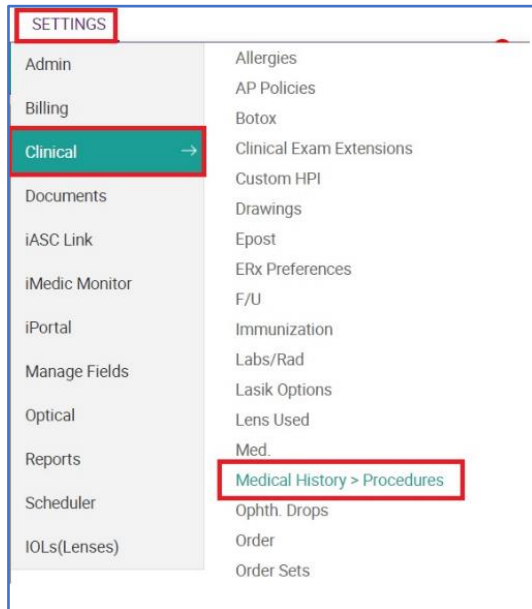 SETTINGS
Admin
Billing
Clinical →
Documents
iASC Link
iMedic Monitor
iPortal
Manage Fields
Optical
Reports
Scheduler
IOLs(Lenses)
Allergies
AP Policies
Botox
Clinical Exam Extensions
Custom HPI
Drawings
Epost
ERx Preferences
F/U
Immunization
Labs/Rad
Lasik Options
Lens Used
Med.
Medical History > Procedures
Ophth. Drops
Order
Order Sets